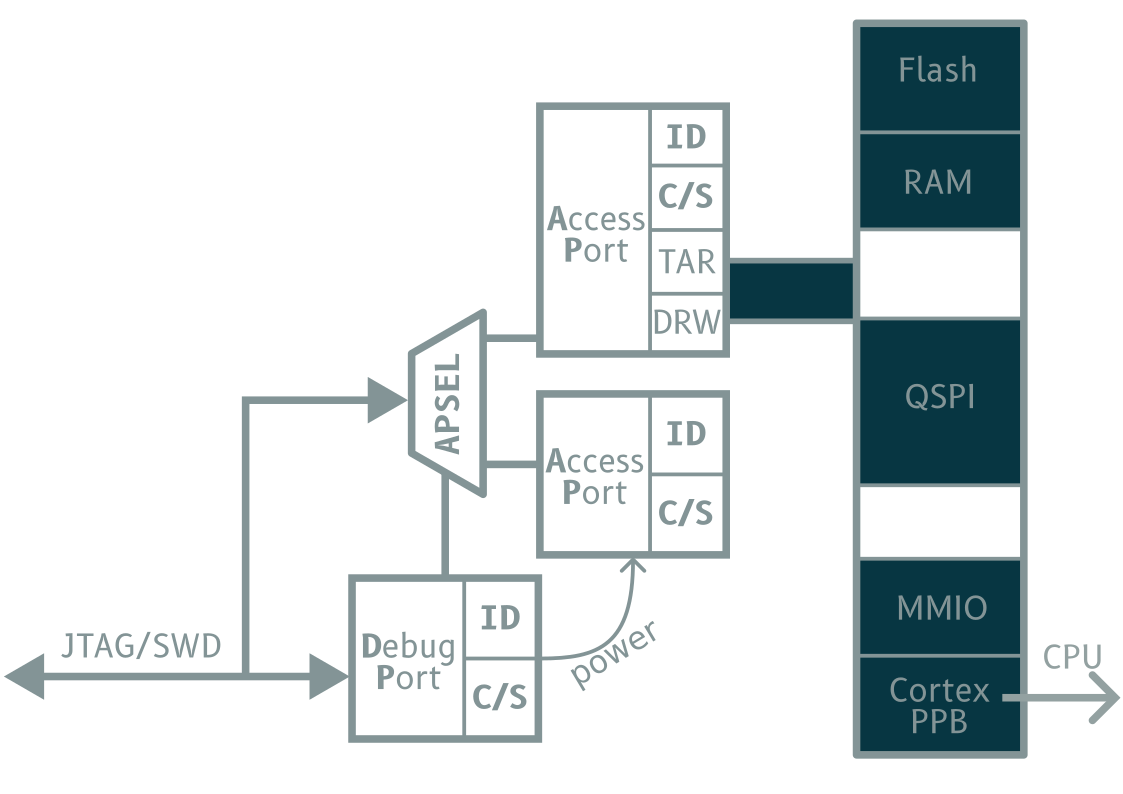 Flash
RAM
QSPI
MMIO
Cortex
PPB
CPU
Access
Port
ID
C/S
TAR
DRW
APSEL
Access
Port
ID
C/S
JTAG/SWD
Debug
Port
ID
C/S
power